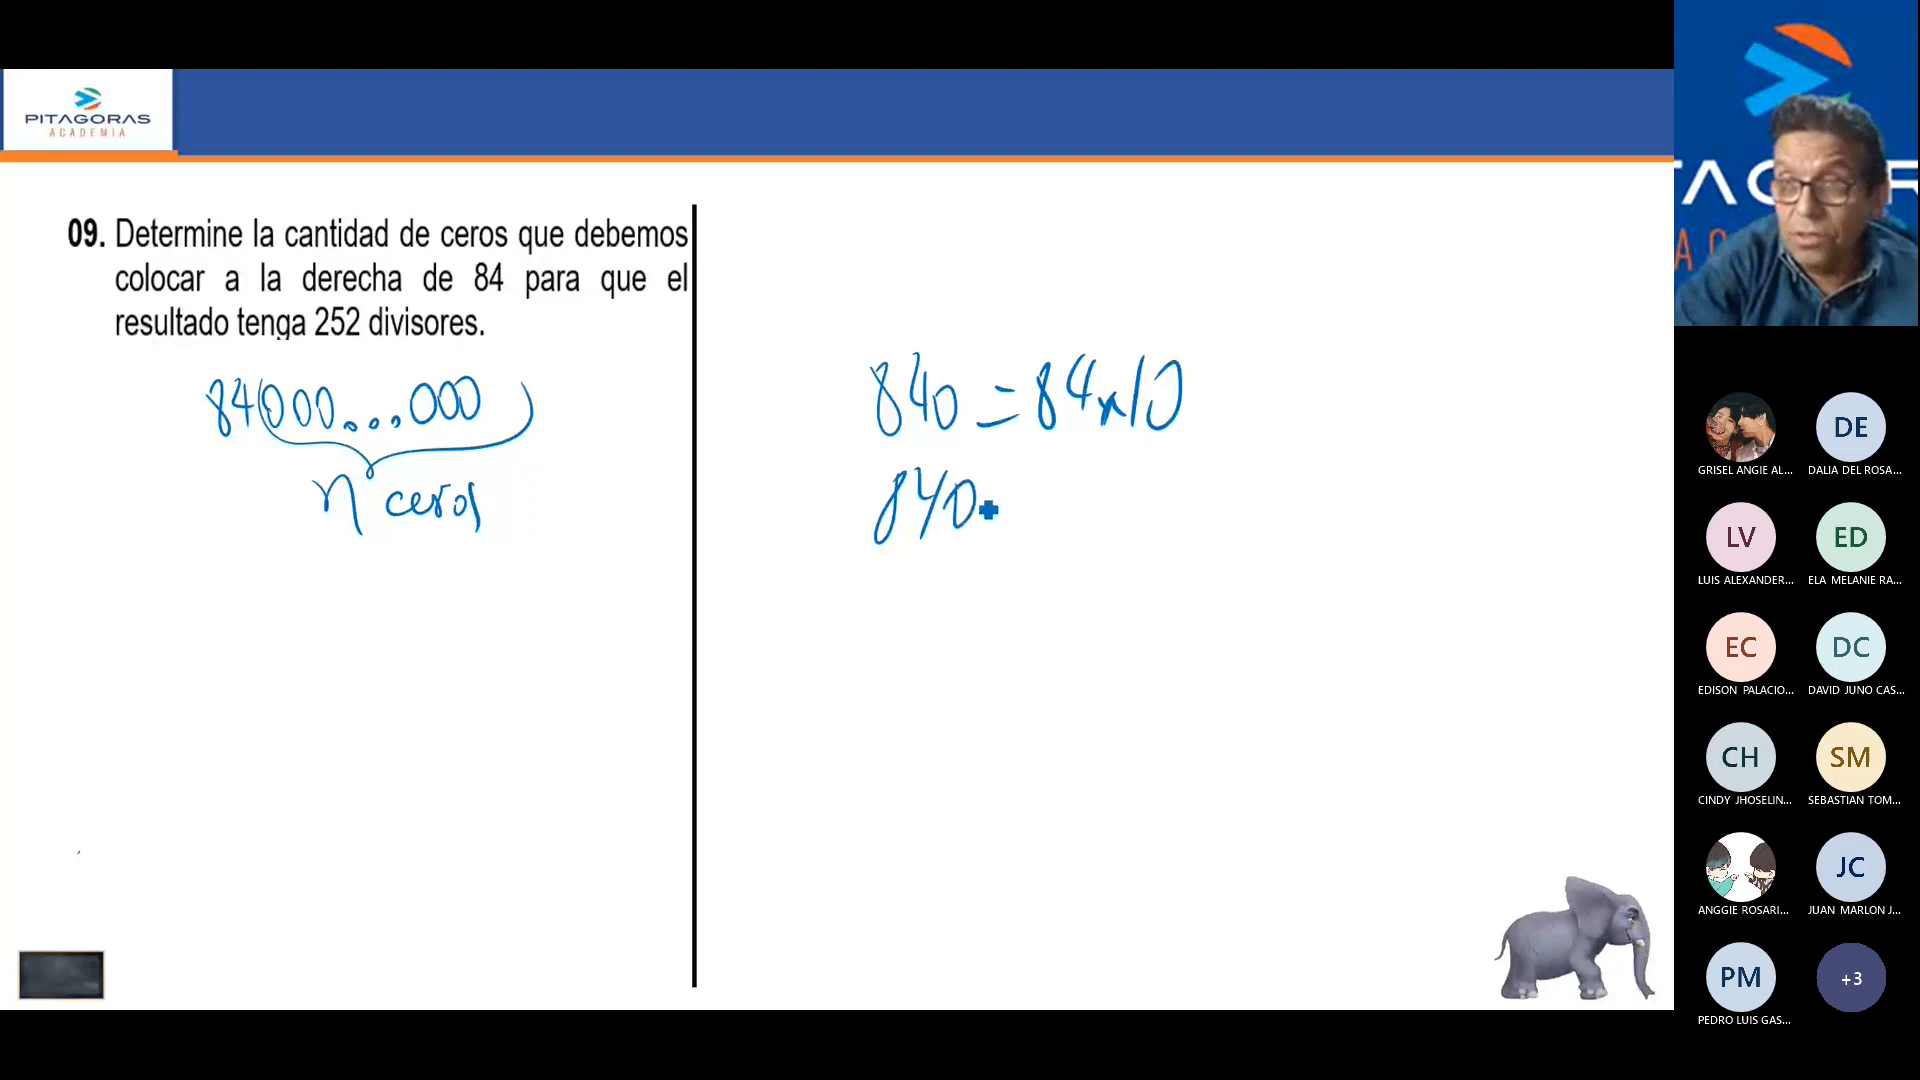 PITAGORAS
ACADEMIA
09. Determine la cantidad de ceros que debemos
colocar a la derecha de 84 para que el
resultado tenga 252 divisores.
84000...000
n ceros
840 = 84x10
840
TAGOR
AC
GRISEL ANGIE AL...
DE
DALIA DEL ROSA...
LV
LUIS ALEXANDER...
ED
ELA MELANIE RA...
EC
EDISON PALACIO...
DC
DAVID JUNO CAS...
CH
CINDY JHOSELIN...
SM
SEBASTIAN TOM...
ANGGIE ROSARI...
JC
JUAN MARLON J...
PM
PEDRO LUIS GAS...
+3